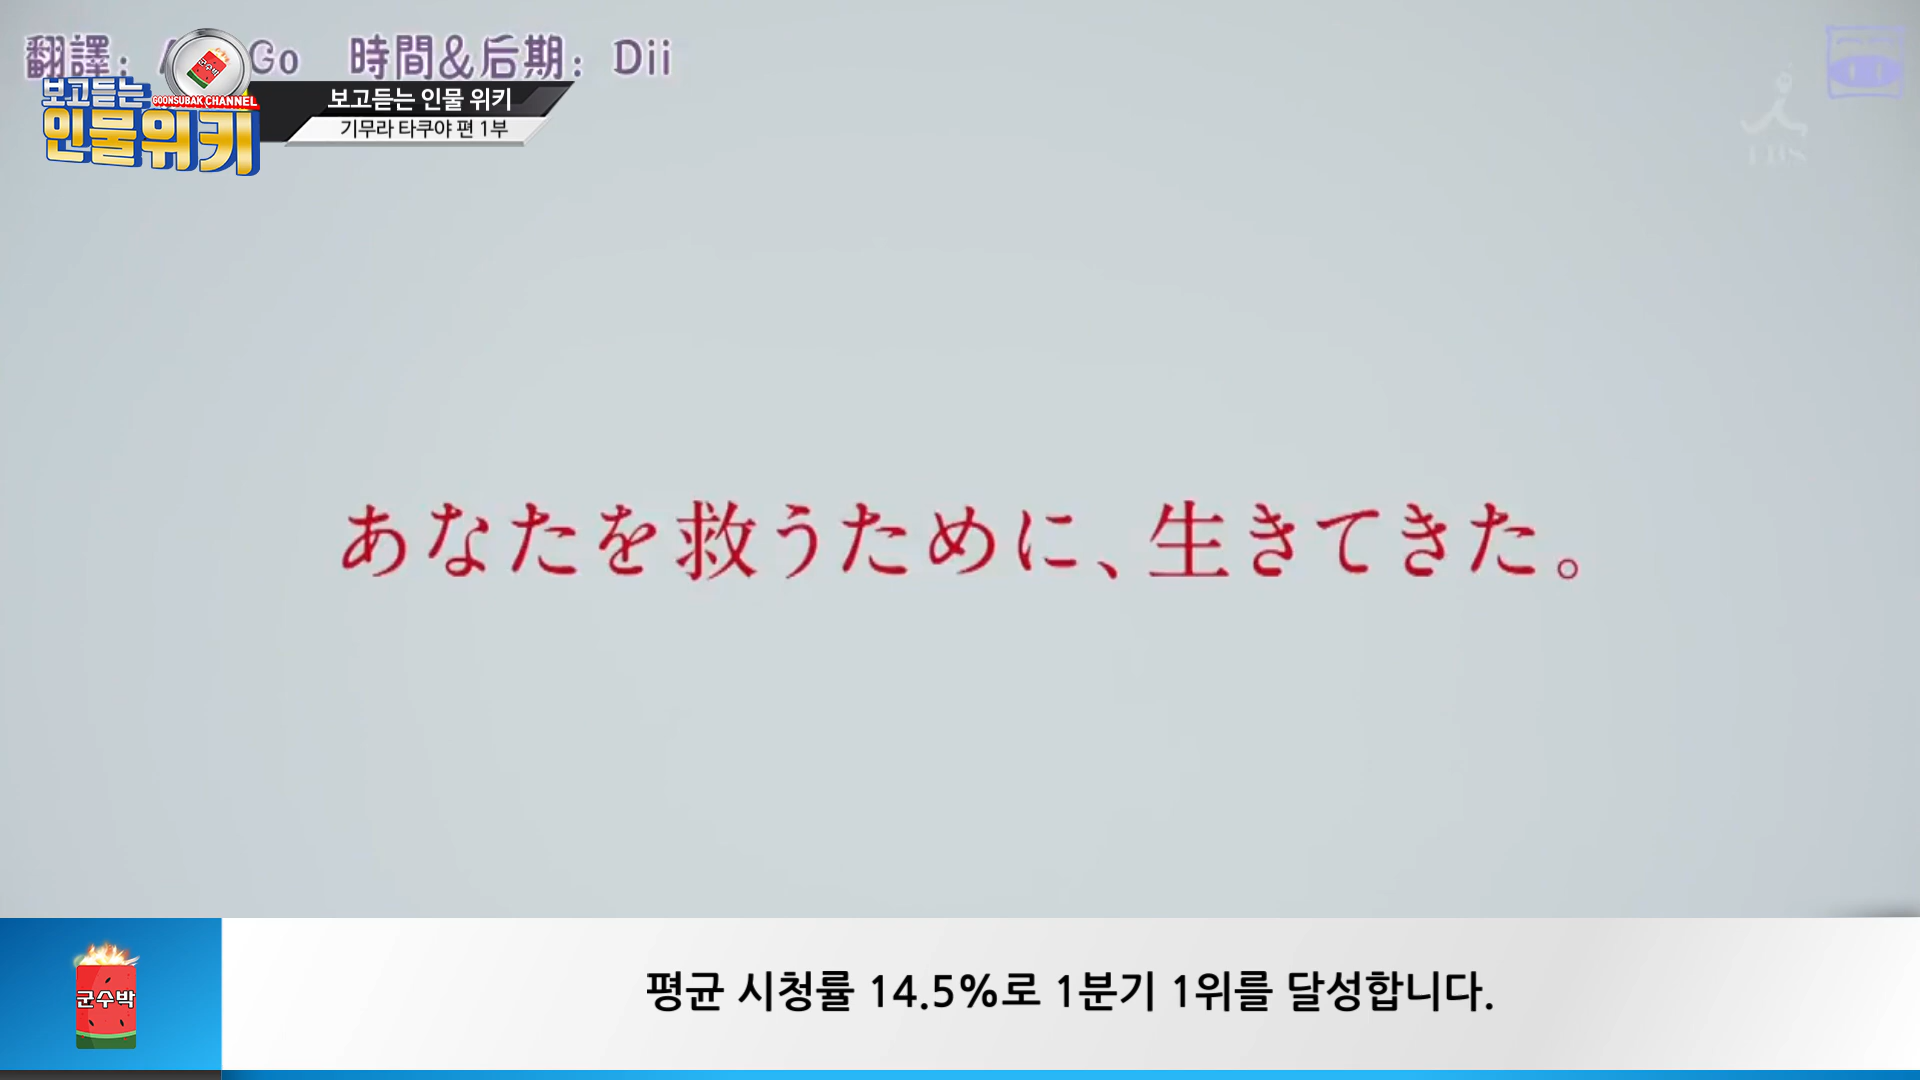 翻譯: Go 時間&后期: Dii
보고듣는
GOONSUBAK CHANNEL
인물위키
보고듣는 인물 위키
기무라 타쿠야 편 1부
TBS
あなたを救うために、生きてきた。
군수박
평균 시청률 14.5%로 1분기 1위를 달성합니다.